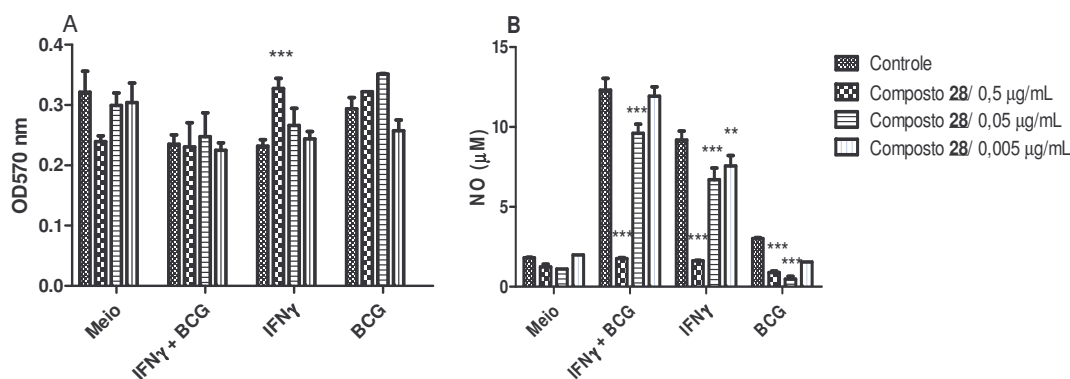 A
OD570 nm
0.4
0.3
0.2
0.1
0.0
***
Meio
IFNγ + BCG
IFNγ
BCG
B
NO (μM)
15
10
5
0
***
***
***
***
**
***
***
Meio
IFNγ + BCG
IFNγ
BCG
Controle
Composto 28/ 0,5 μg/mL
Composto 28/ 0,05 μg/mL
Composto 28/ 0,005 μg/mL